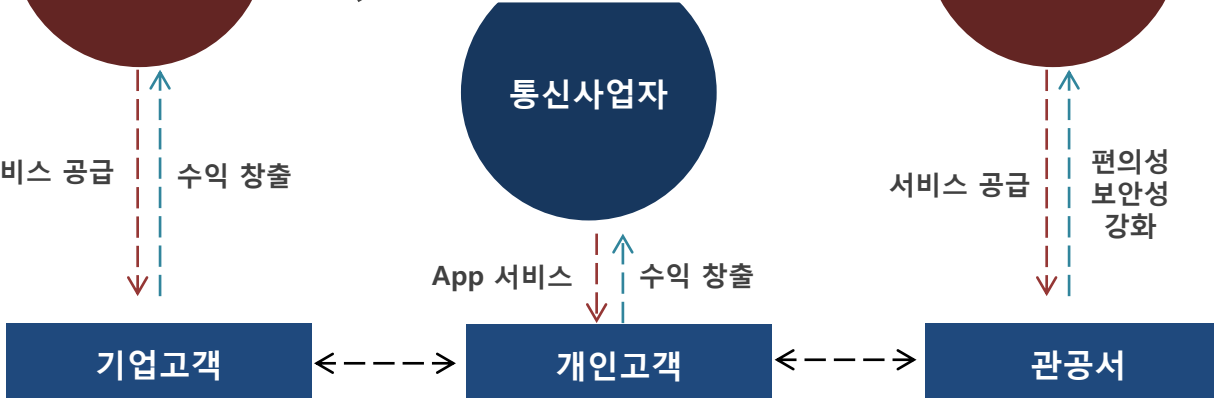 통신사업자
비스 공급
수익 창출
서비스 공급
편의성
보안성
강화
App 서비스
수익 창출
기업고객
개인고객
관공서